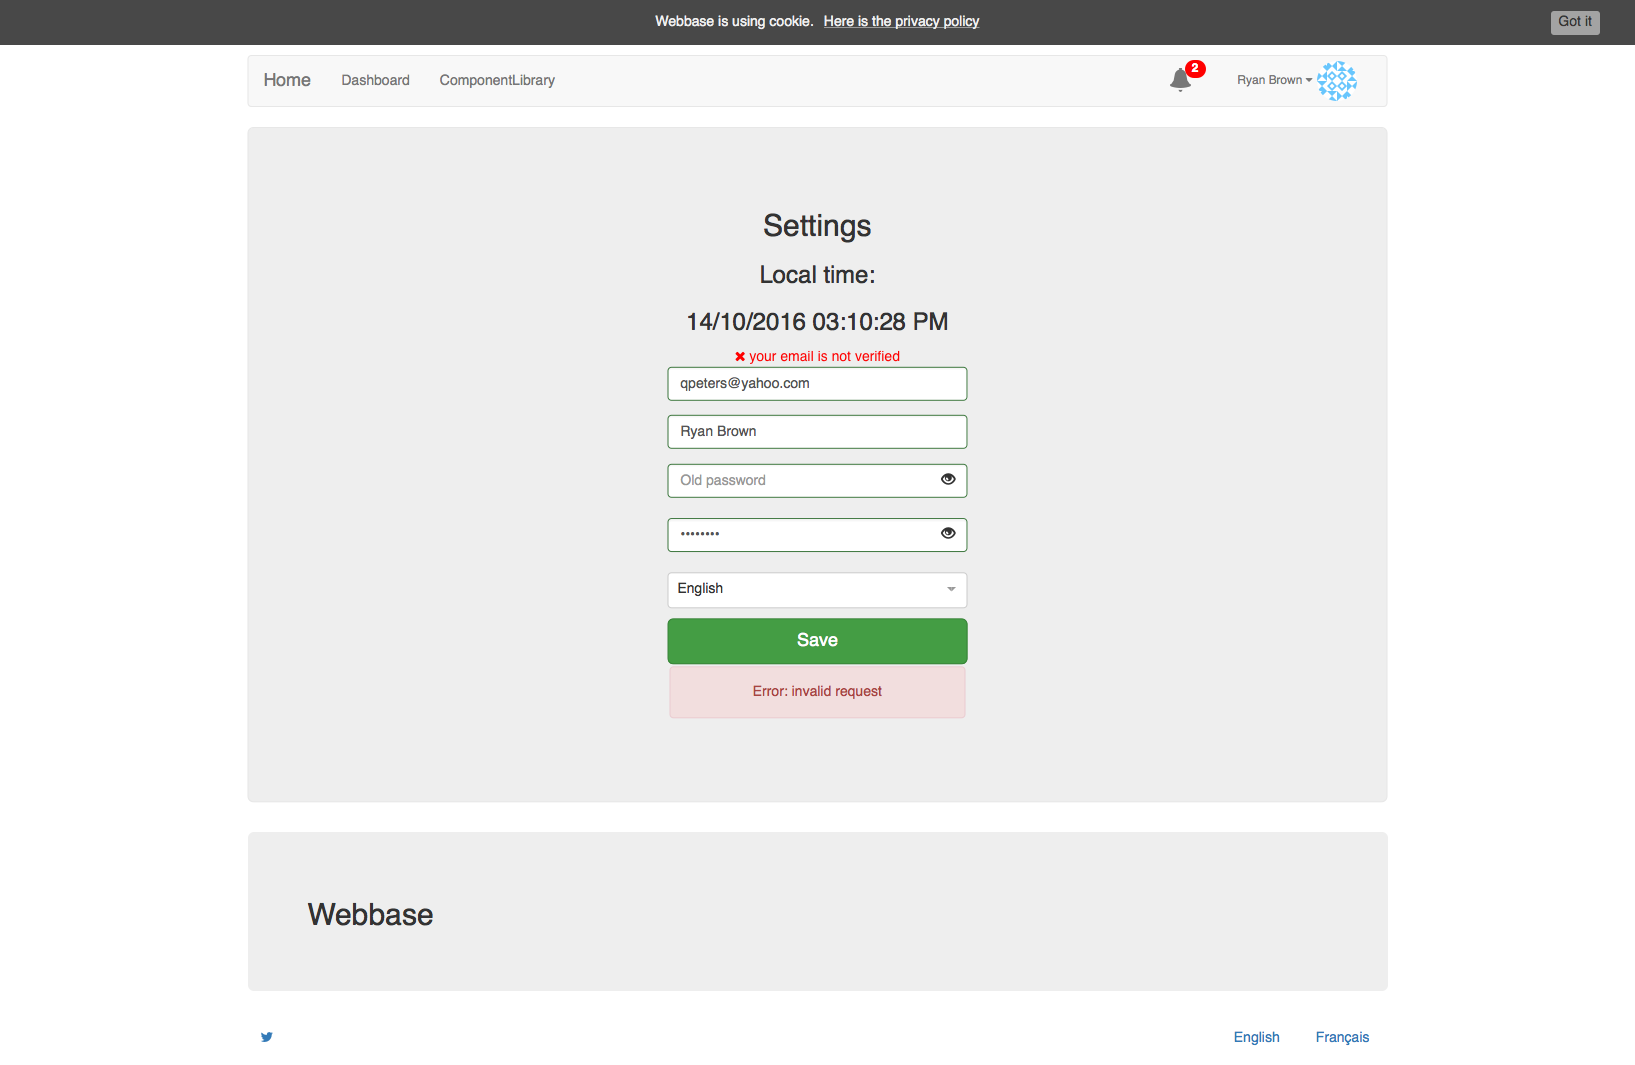 Webbase is using cookie. Here is the privacy policy
Got it
Home Dashboard ComponentLibrary
2
Ryan Brown
Settings
Local time:
14/10/2016 03:10:28 PM
your email is not verified
qpeters@yahoo.com
Ryan Brown
Old password
••••••••
English
Save
Error: invalid request
Webbase
English Français